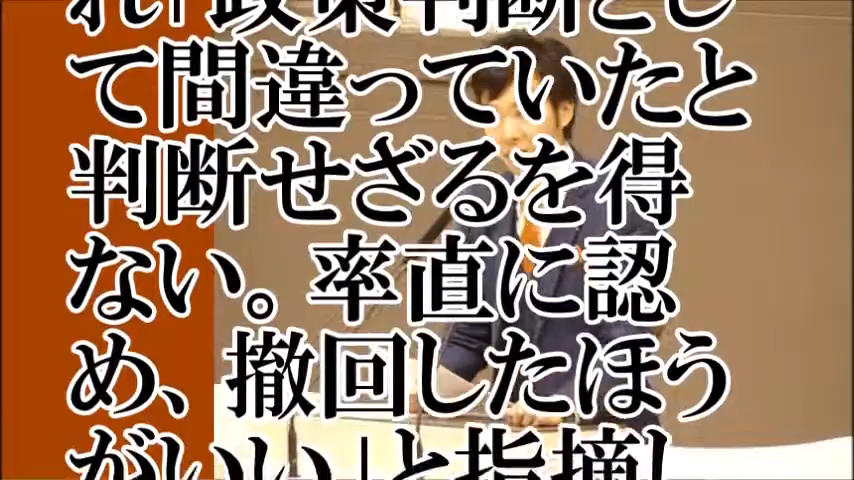 れ「政策判断とし
て間違っていたと
判断せざるを得
ない。率直に認
め、撤回したほう
がいい」と指摘し